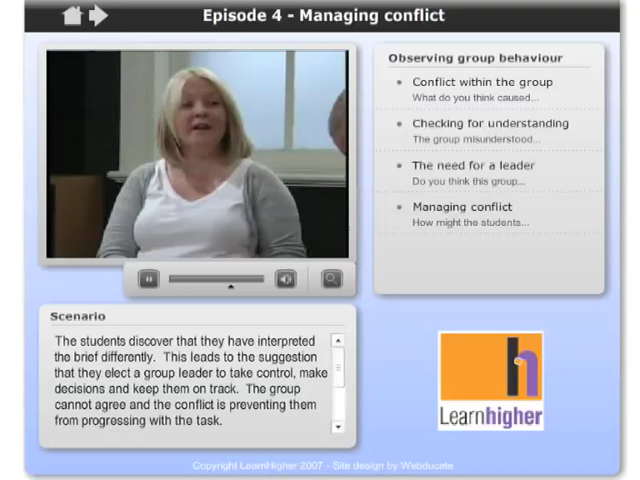 Episode 4 - Managing conflict
Observing group behaviour
Conflict within the group
What do you think caused...
Checking for understanding
The group misunderstood...
The need for a leader
Do you think this group...
Managing conflict
How might the students...
Scenario
The students discover that they have interpreted
the brief differently. This leads to the suggestion
that they elect a group leader to take control, make
decisions and keep them on track. The group
cannot agree and the conflict is preventing them
from progressing with the task.
Learnhigher
Copyright LearnHigher 2007 - Site design by Webducate